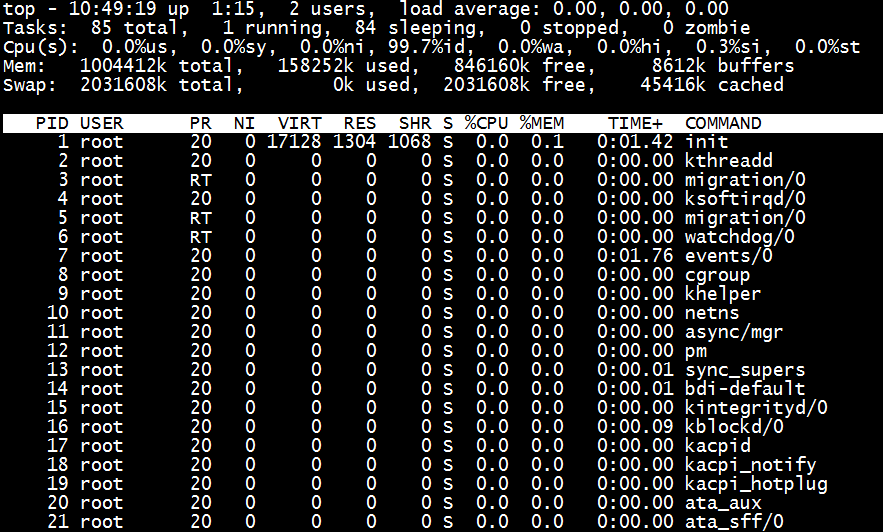 top - 10:49:19 up  1:15,  2 users,  load average: 0.00, 0.00, 0.00
Tasks:  85 total,   1 running,  84 sleeping,   0 stopped,   0 zombie
Cpu(s):  0.0%us,  0.0%sy,  0.0%ni, 99.7%id,  0.0%wa,  0.0%hi,  0.3%si,  0.0%st
Mem:   1004412k total,   158252k used,   846160k free,     8612k buffers
Swap:  2031608k total,        0k used,  2031608k free,    45416k cached

   PID USER      PR  NI  VIRT  RES  SHR S %CPU %MEM    TIME+  COMMAND
     1 root      20   0 17128 1304 1068 S  0.0  0.1   0:01.42 init
     2 root      20   0     0    0    0 S  0.0  0.0   0:00.00 kthreadd
     3 root      RT   0     0    0    0 S  0.0  0.0   0:00.00 migration/0
     4 root      20   0     0    0    0 S  0.0  0.0   0:00.00 ksoftirqd/0
     5 root      RT   0     0    0    0 S  0.0  0.0   0:00.00 migration/0
     6 root      RT   0     0    0    0 S  0.0  0.0   0:00.00 watchdog/0
     7 root      20   0     0    0    0 S  0.0  0.0   0:01.76 events/0
     8 root      20   0     0    0    0 S  0.0  0.0   0:00.00 cgroup
     9 root      20   0     0    0    0 S  0.0  0.0   0:00.00 khelper
    10 root      20   0     0    0    0 S  0.0  0.0   0:00.00 netns
    11 root      20   0     0    0    0 S  0.0  0.0   0:00.00 async/mgr
    12 root      20   0     0    0    0 S  0.0  0.0   0:00.00 pm
    13 root      20   0     0    0    0 S  0.0  0.0   0:00.01 sync_supers
    14 root      20   0     0    0    0 S  0.0  0.0   0:00.01 bdi-default
    15 root      20   0     0    0    0 S  0.0  0.0   0:00.00 kintegrityd/0
    16 root      20   0     0    0    0 S  0.0  0.0   0:00.09 kblockd/0
    17 root      20   0     0    0    0 S  0.0  0.0   0:00.00 kacpid
    18 root      20   0     0    0    0 S  0.0  0.0   0:00.00 kacpi_notify
    19 root      20   0     0    0    0 S  0.0  0.0   0:00.00 kacpi_hotplug
    20 root      20   0     0    0    0 S  0.0  0.0   0:00.00 ata_aux
    21 root      20   0     0    0    0 S  0.0  0.0   0:00.00 ata_sff/0